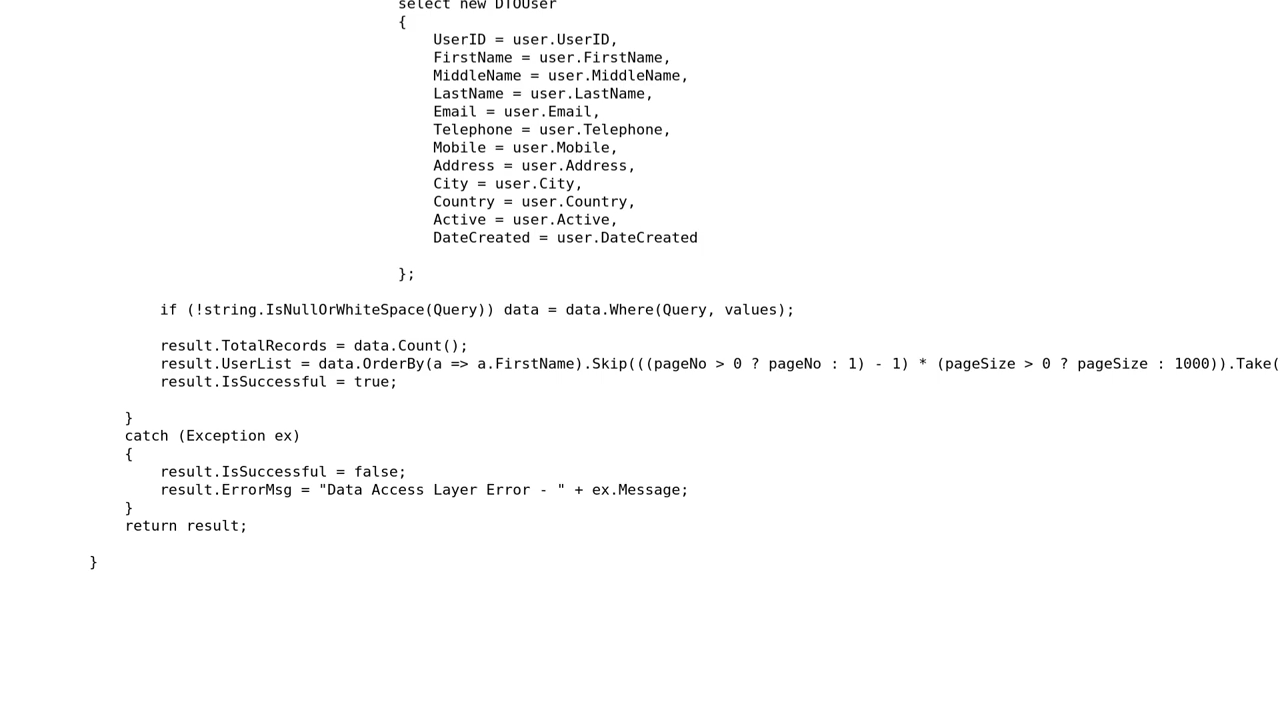 select new DTOUser
{
UserID = user.UserID,
FirstName = user.FirstName,
MiddleName = user.MiddleName,
LastName = user.LastName,
Email = user.Email,
Telephone = user.Telephone,
Mobile = user.Mobile,
Address = user.Address,
City = user.City,
Country = user.Country,
Active = user.Active,
DateCreated = user.DateCreated
};
if (!string.IsNullOrWhiteSpace(Query)) data = data.Where(Query, values);
result.TotalRecords = data.Count();
result.UserList = data.OrderBy(a => a.FirstName).Skip(((pageNo > 0 ? pageNo : 1) - 1) * (pageSize > 0 ? pageSize : 1000)).Take(
result.IsSuccessful = true;
}
catch (Exception ex)
{
result.IsSuccessful = false;
result.ErrorMsg = "Data Access Layer Error - " + ex.Message;
}
return result;
}